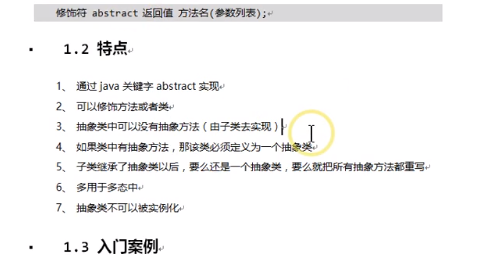 修饰符 abstract 返回值 方法名(参数列表);
▪ 1.2 特点
1、 通过 java 关键字 abstract 实现
2、 可以修饰方法或者类
3、 抽象类中可以没有抽象方法（由子类去实现）
4、 如果类中有抽象方法，那该类必须定义为一个抽象类
5、 子类继承了抽象类以后，要么还是一个抽象类，要么就把所有抽象方法都重写
6、 多用于多态中
7、 抽象类不可以被实例化
▪ 1.3 入门案例